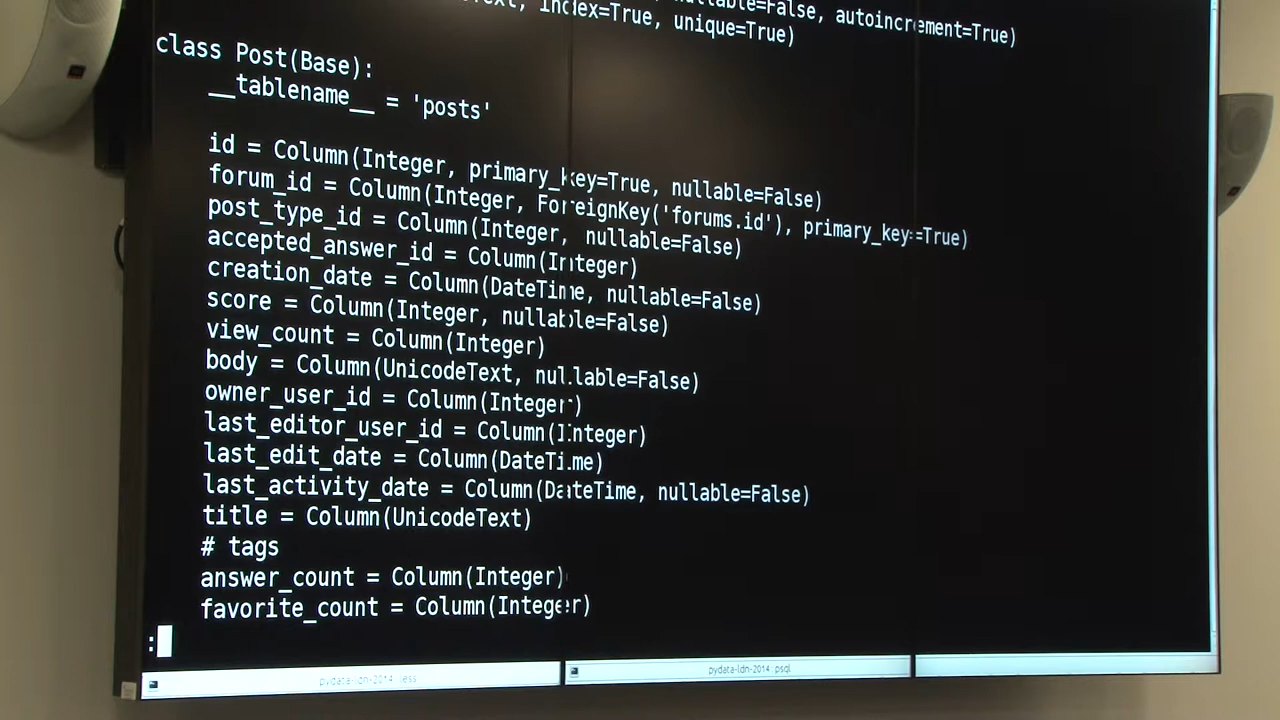 nullable=False, autoincrement=True)
index=True, unique=True)
class Post(Base):
__tablename__ = 'posts'
id = Column(Integer, primary_key=True, nullable=False)
forum_id = Column(Integer, ForeignKey('forums.id'), primary_key=True)
post_type_id = Column(Integer, nullable=False)
accepted_answer_id = Column(Integer)
creation_date = Column(DateTime, nullable=False)
score = Column(Integer, nullable=False)
view_count = Column(Integer)
body = Column(UnicodeText, nullable=False)
owner_user_id = Column(Integer)
last_editor_user_id = Column(Integer)
last_edit_date = Column(DateTime)
last_activity_date = Column(DateTime, nullable=False)
title = Column(UnicodeText)
# tags
answer_count = Column(Integer)
favorite_count = Column(Integer)
:
pydata-ldn-2014: less
pydata-ldn-2014: psql